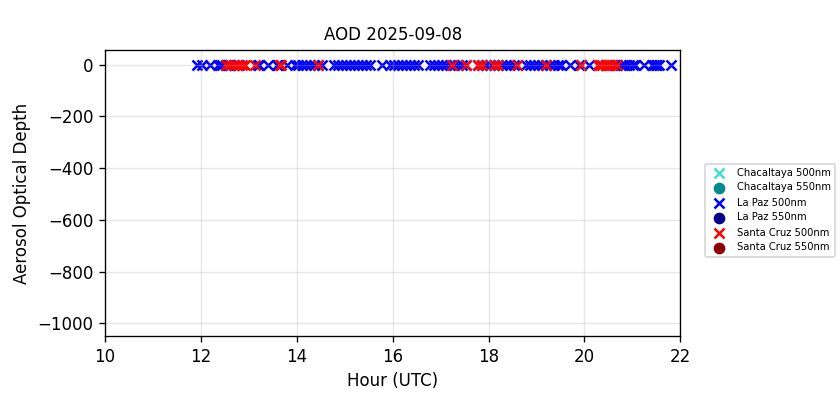 AOD 2025-09-08
Aerosol Optical Depth
0
−200
−400
−600
−800
−1000
10 12 14 16 18 20 22
Hour (UTC)
Chacaltaya 500nm
Chacaltaya 550nm
La Paz 500nm
La Paz 550nm
Santa Cruz 500nm
Santa Cruz 550nm